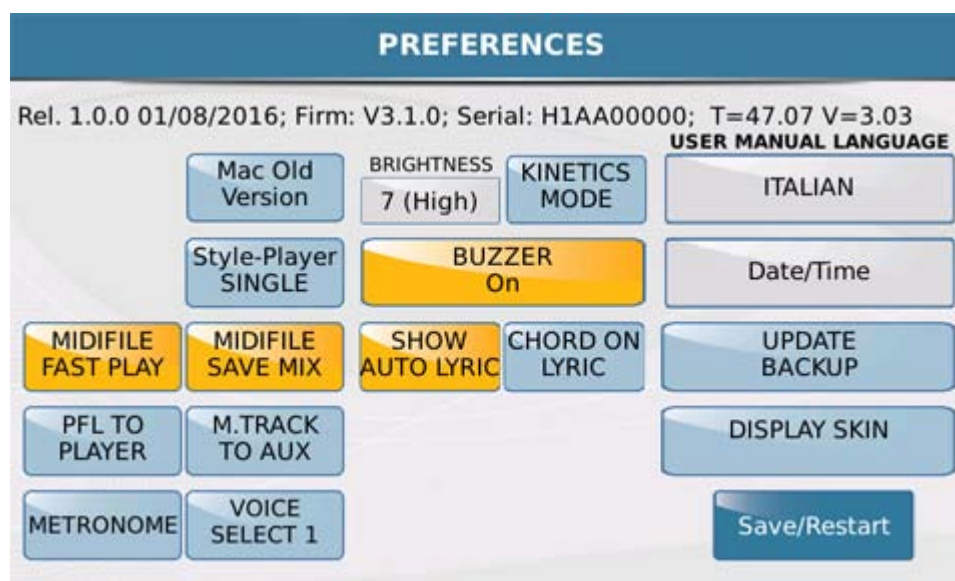 PREFERENCES
Rel. 1.0.0 01/08/2016; Firm: V3.1.0; Serial: H1AA00000; T=47.07 V=3.03
USER MANUAL LANGUAGE
Mac Old
Version
BRIGHTNESS
7 (High)
KINETICS
MODE
ITALIAN
Style-Player
SINGLE
BUZZER
On
Date/Time
MIDIFILE
FAST PLAY
MIDIFILE
SAVE MIX
SHOW
AUTO LYRIC
CHORD ON
LYRIC
UPDATE
BACKUP
PFL TO
PLAYER
M.TRACK
TO AUX
DISPLAY SKIN
METRONOME
VOICE
SELECT 1
Save/Restart